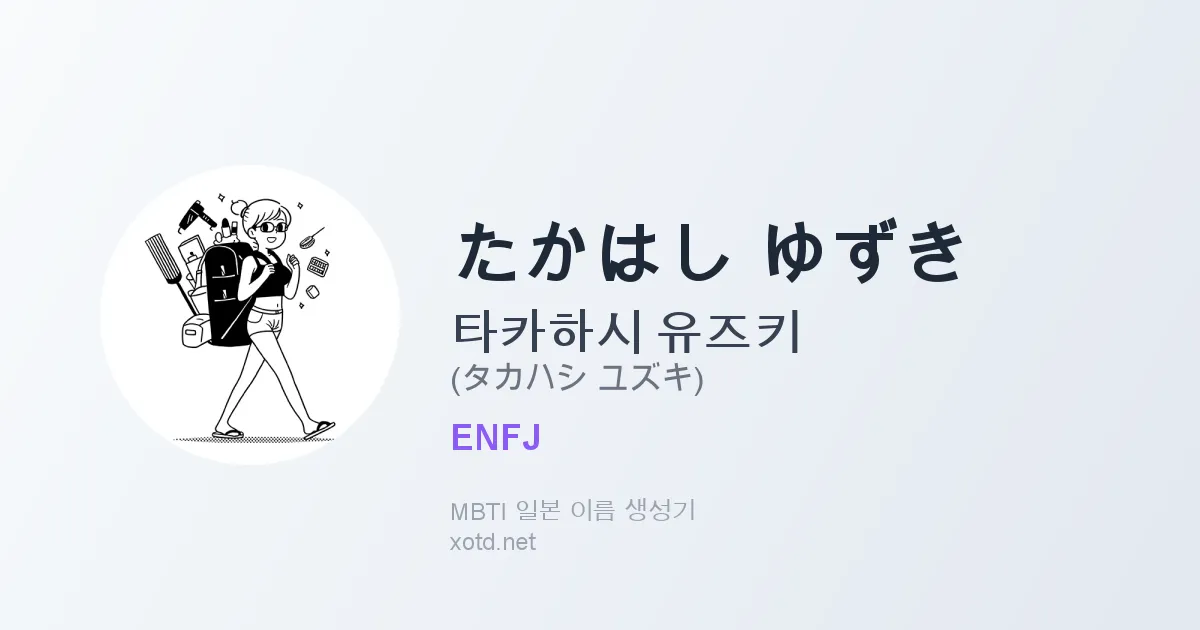 たかはし ゆずき
타카하시 유즈키
(タカハシ ユズキ)
ENFJ
MBTI 일본 이름 생성기
xotd.net